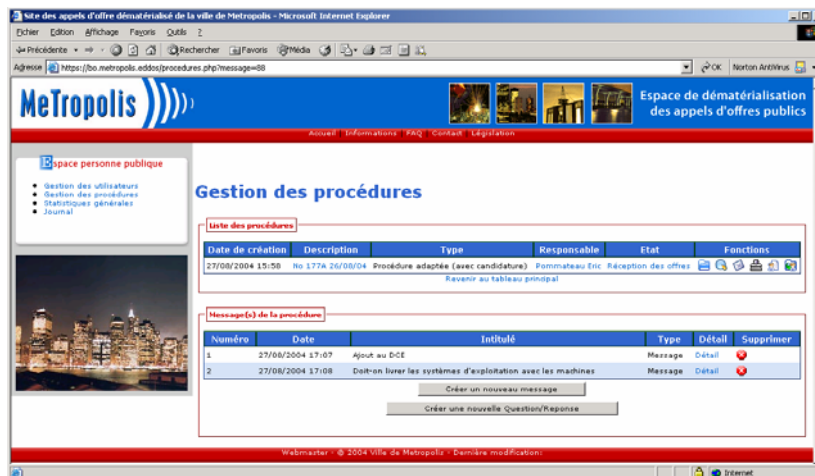 Site des appels d'offre dématérialisé de la ville de Metropolis - Microsoft Internet Explorer
Fichier Edition Affichage Favoris Outils ?
Précédente Rechercher Favoris Média
Adresse https://bo.metropolis.eddos/procedures.php?message=88 OK Norton AntiVirus
MeTropolis Espace de dématérialisation
des appels d'offres publics
Accueil Informations FAQ Contact Législation
Espace personne publique
Gestion des utilisateurs
Gestion des procédures
Statistiques générales
Journal
Gestion des procédures
Liste des procédures
Date de création Description Type Responsable Etat Fonctions
27/08/2004 15:58 No 177A 26/08/04 Procédure adaptée (avec candidature) Pommateau Eric Réception des offres
Revenir au tableau principal
Message(s) de la procédure
Numéro Date Intitulé Type Détail Supprimer
1 27/08/2004 17:07 Ajout au DCE Message Détail
2 27/08/2004 17:08 Doit-on livrer les systèmes d'exploitation avec les machines Message Détail
Créer un nouveau message
Créer une nouvelle Question/Reponse
Webmaster - © 2004 Ville de Metropolis - Dernière modification:
Internet